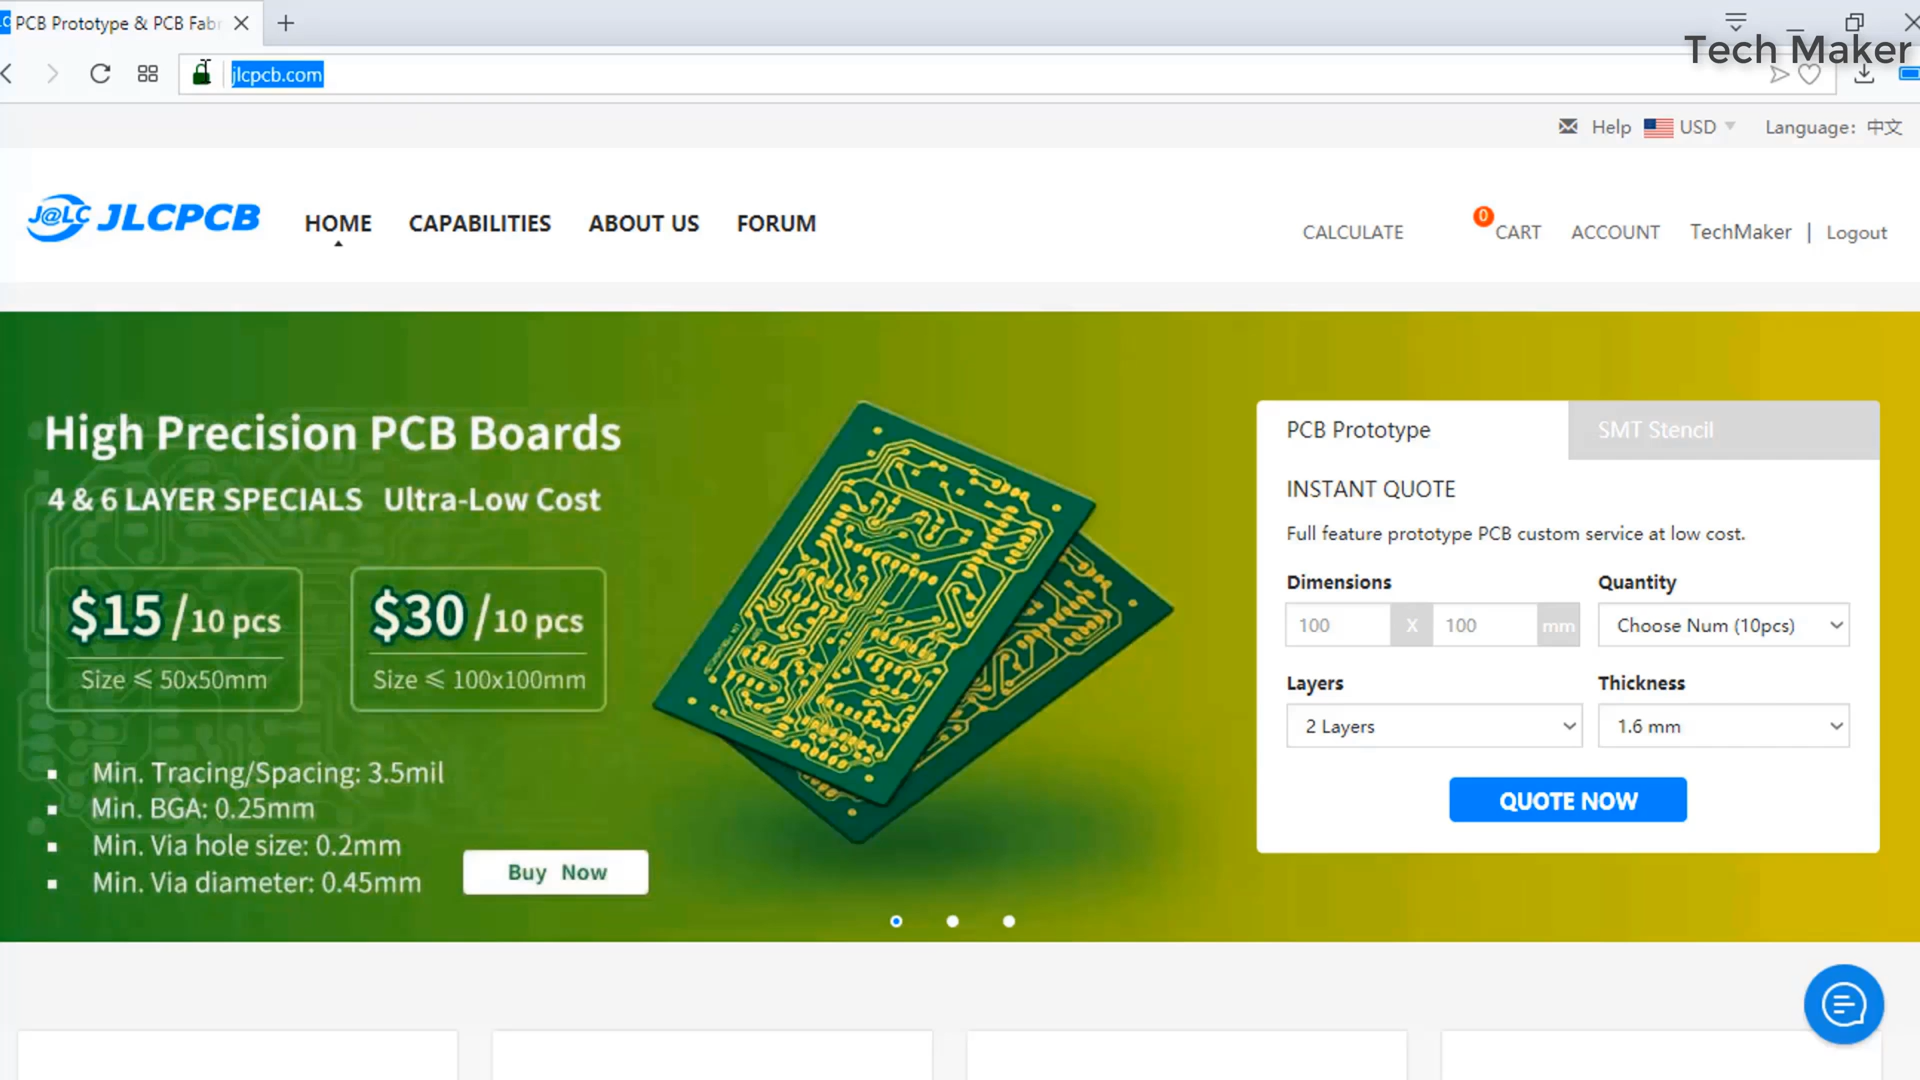 PCB Prototype & PCB Fabr
Tech Maker
jlcpcb.com
Help USD Language: 中文
J@LC JLCPCB
HOME CAPABILITIES ABOUT US FORUM
CALCULATE 0 CART ACCOUNT TechMaker | Logout
High Precision PCB Boards
4 & 6 LAYER SPECIALS Ultra-Low Cost
$15/10 pcs
Size ⩽ 50x50mm
$30/10 pcs
Size ⩽ 100x100mm
Min. Tracing/Spacing: 3.5mil
Min. BGA: 0.25mm
Min. Via hole size: 0.2mm
Min. Via diameter: 0.45mm
Buy Now
PCB Prototype SMT Stencil
INSTANT QUOTE
Full feature prototype PCB custom service at low cost.
Dimensions Quantity
100 X 100 mm Choose Num (10pcs)
Layers Thickness
2 Layers 1.6 mm
QUOTE NOW